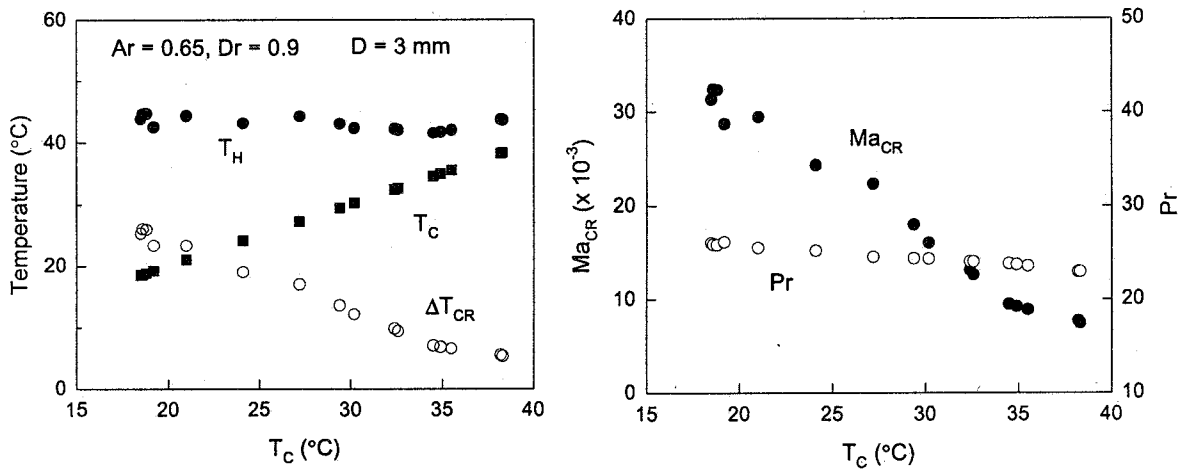 60
40
20
0
Temperature (°C)
Ar = 0.65, Dr = 0.9 D = 3 mm
T_H
T_C
ΔT_CR
15 20 25 30 35 40
T_C (°C)
40
30
20
10
0
Ma_CR (x 10⁻³)
Ma_CR
Pr
50
40
30
20
10
Pr
15 20 25 30 35 40
T_C (°C)